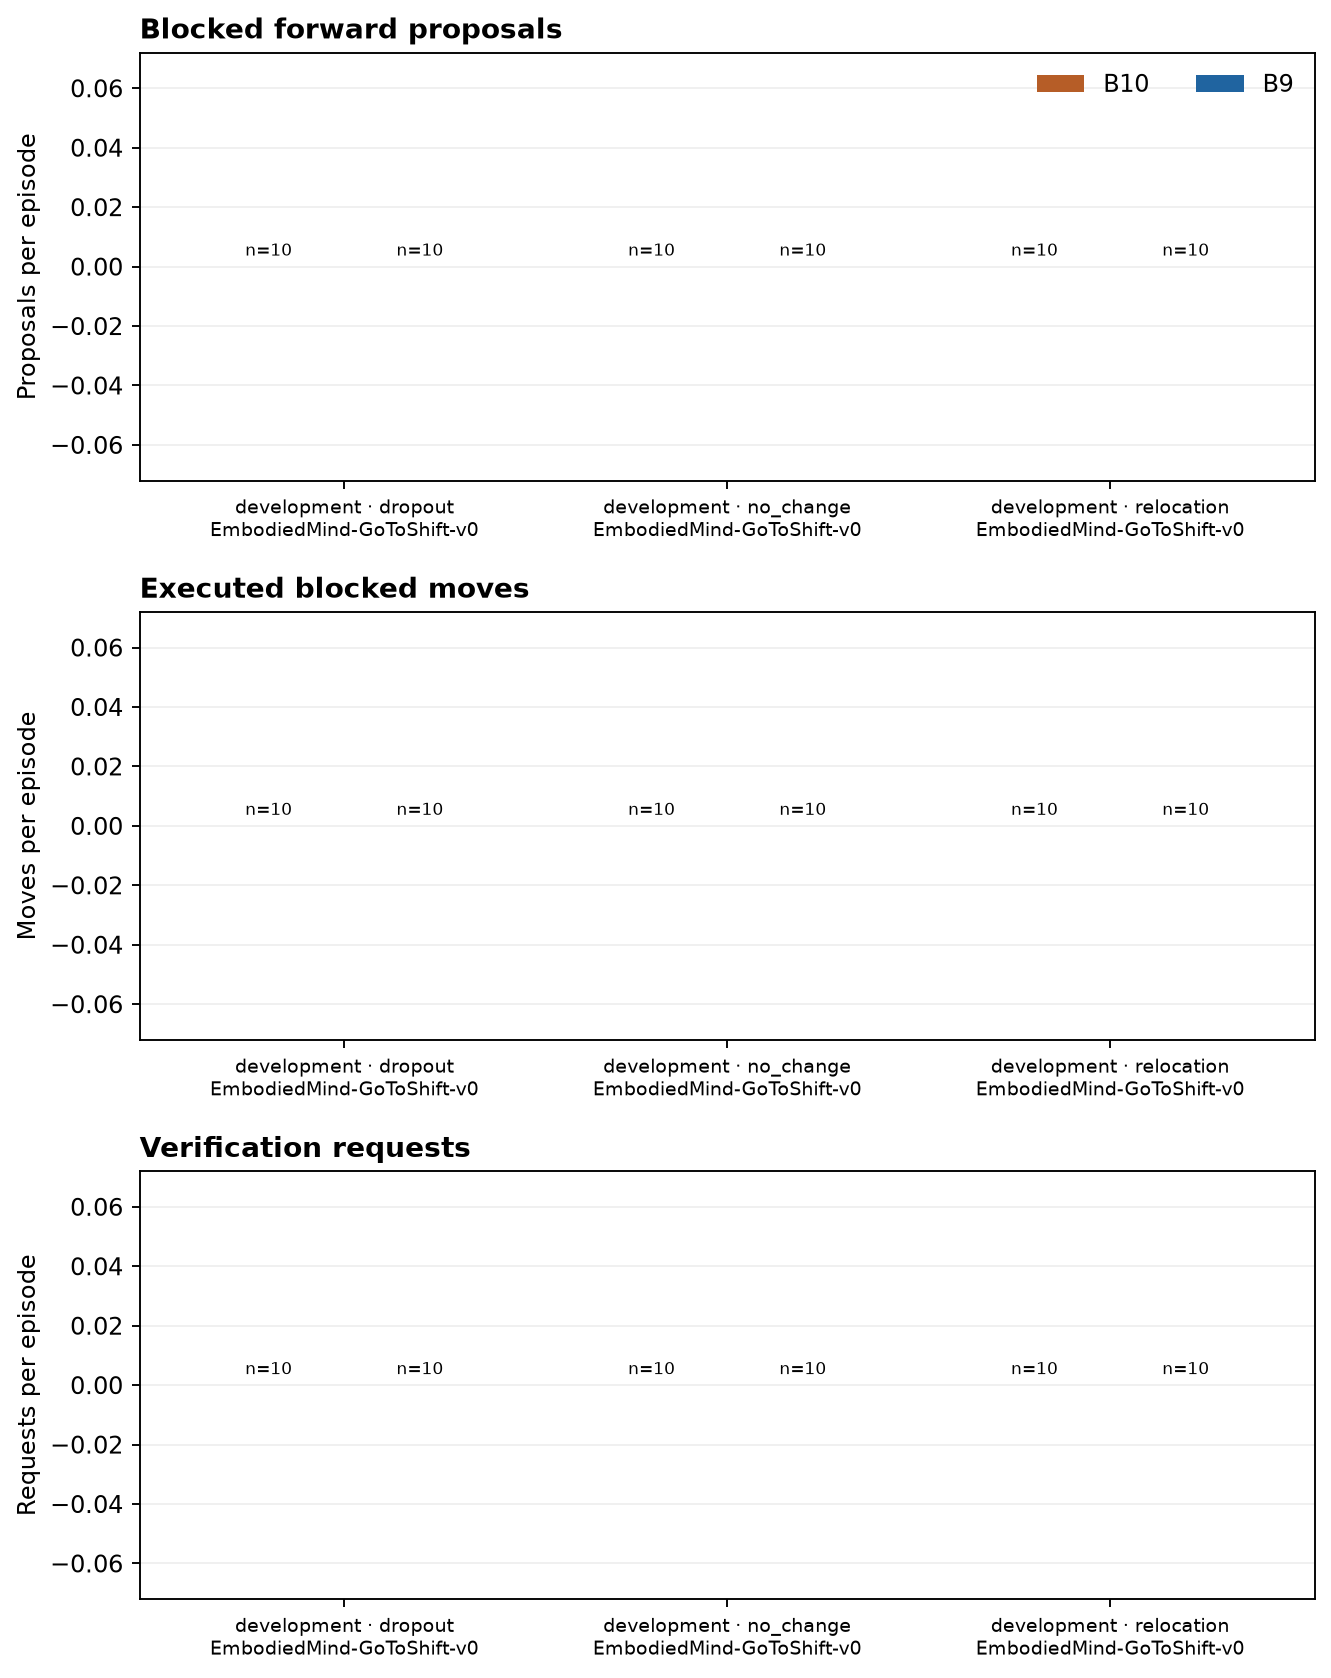 Blocked forward proposals
B10 B9
Proposals per episode
0.06
0.04
0.02
0.00
−0.02
−0.04
−0.06
n=10 n=10 n=10 n=10 n=10 n=10
development · dropout development · no_change development · relocation
EmbodiedMind-GoToShift-v0 EmbodiedMind-GoToShift-v0 EmbodiedMind-GoToShift-v0
Executed blocked moves
Moves per episode
0.06
0.04
0.02
0.00
−0.02
−0.04
−0.06
n=10 n=10 n=10 n=10 n=10 n=10
development · dropout development · no_change development · relocation
EmbodiedMind-GoToShift-v0 EmbodiedMind-GoToShift-v0 EmbodiedMind-GoToShift-v0
Verification requests
Requests per episode
0.06
0.04
0.02
0.00
−0.02
−0.04
−0.06
n=10 n=10 n=10 n=10 n=10 n=10
development · dropout development · no_change development · relocation
EmbodiedMind-GoToShift-v0 EmbodiedMind-GoToShift-v0 EmbodiedMind-GoToShift-v0